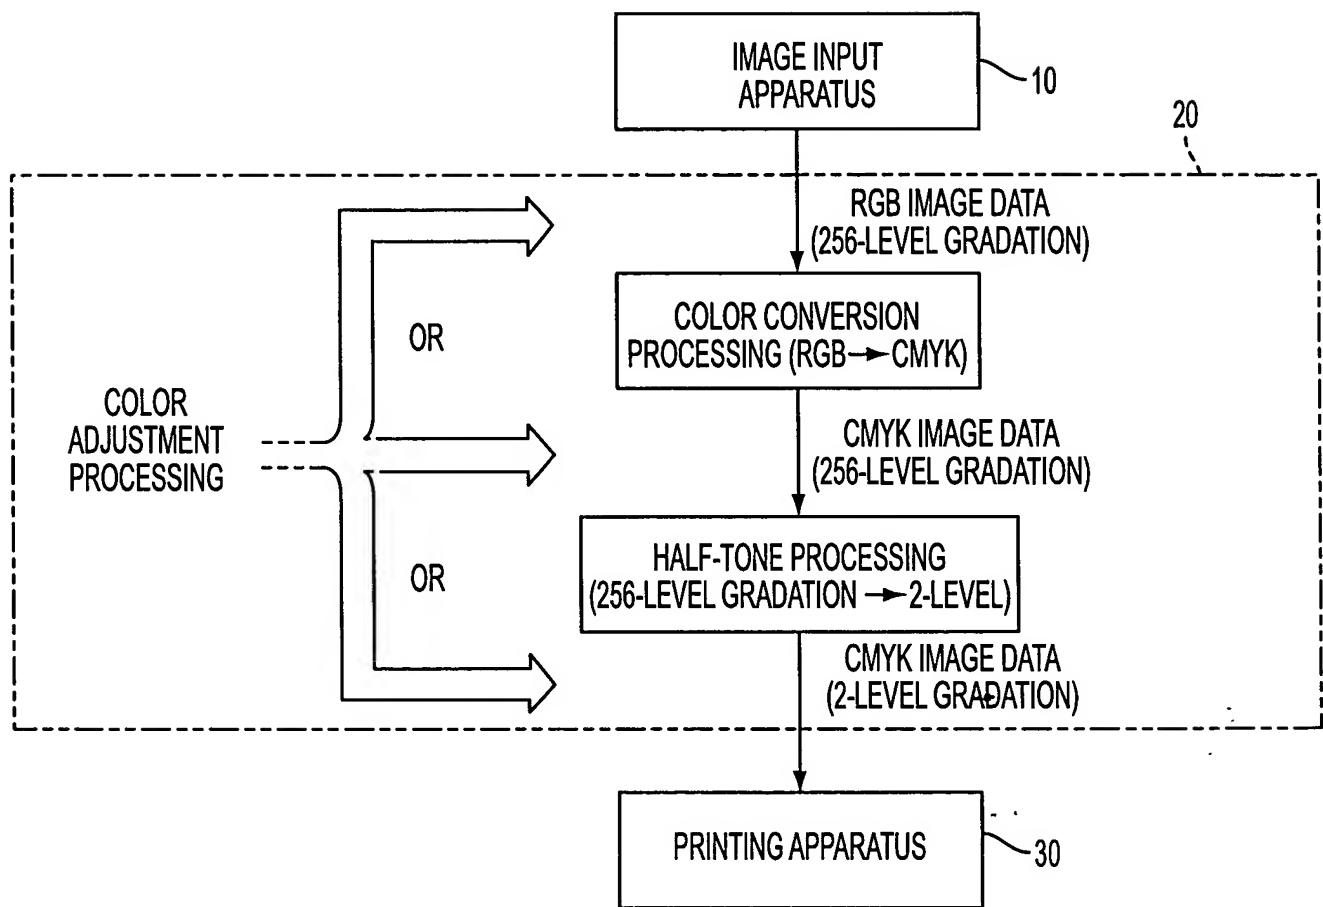 IMAGE INPUT
APPARATUS
10
20
RGB IMAGE DATA
(256-LEVEL GRADATION)
COLOR CONVERSION
PROCESSING (RGB → CMYK)
OR
COLOR
ADJUSTMENT
PROCESSING
CMYK IMAGE DATA
(256-LEVEL GRADATION)
HALF-TONE PROCESSING
(256-LEVEL GRADATION → 2-LEVEL)
OR
CMYK IMAGE DATA
(2-LEVEL GRADATION)
PRINTING APPARATUS
30